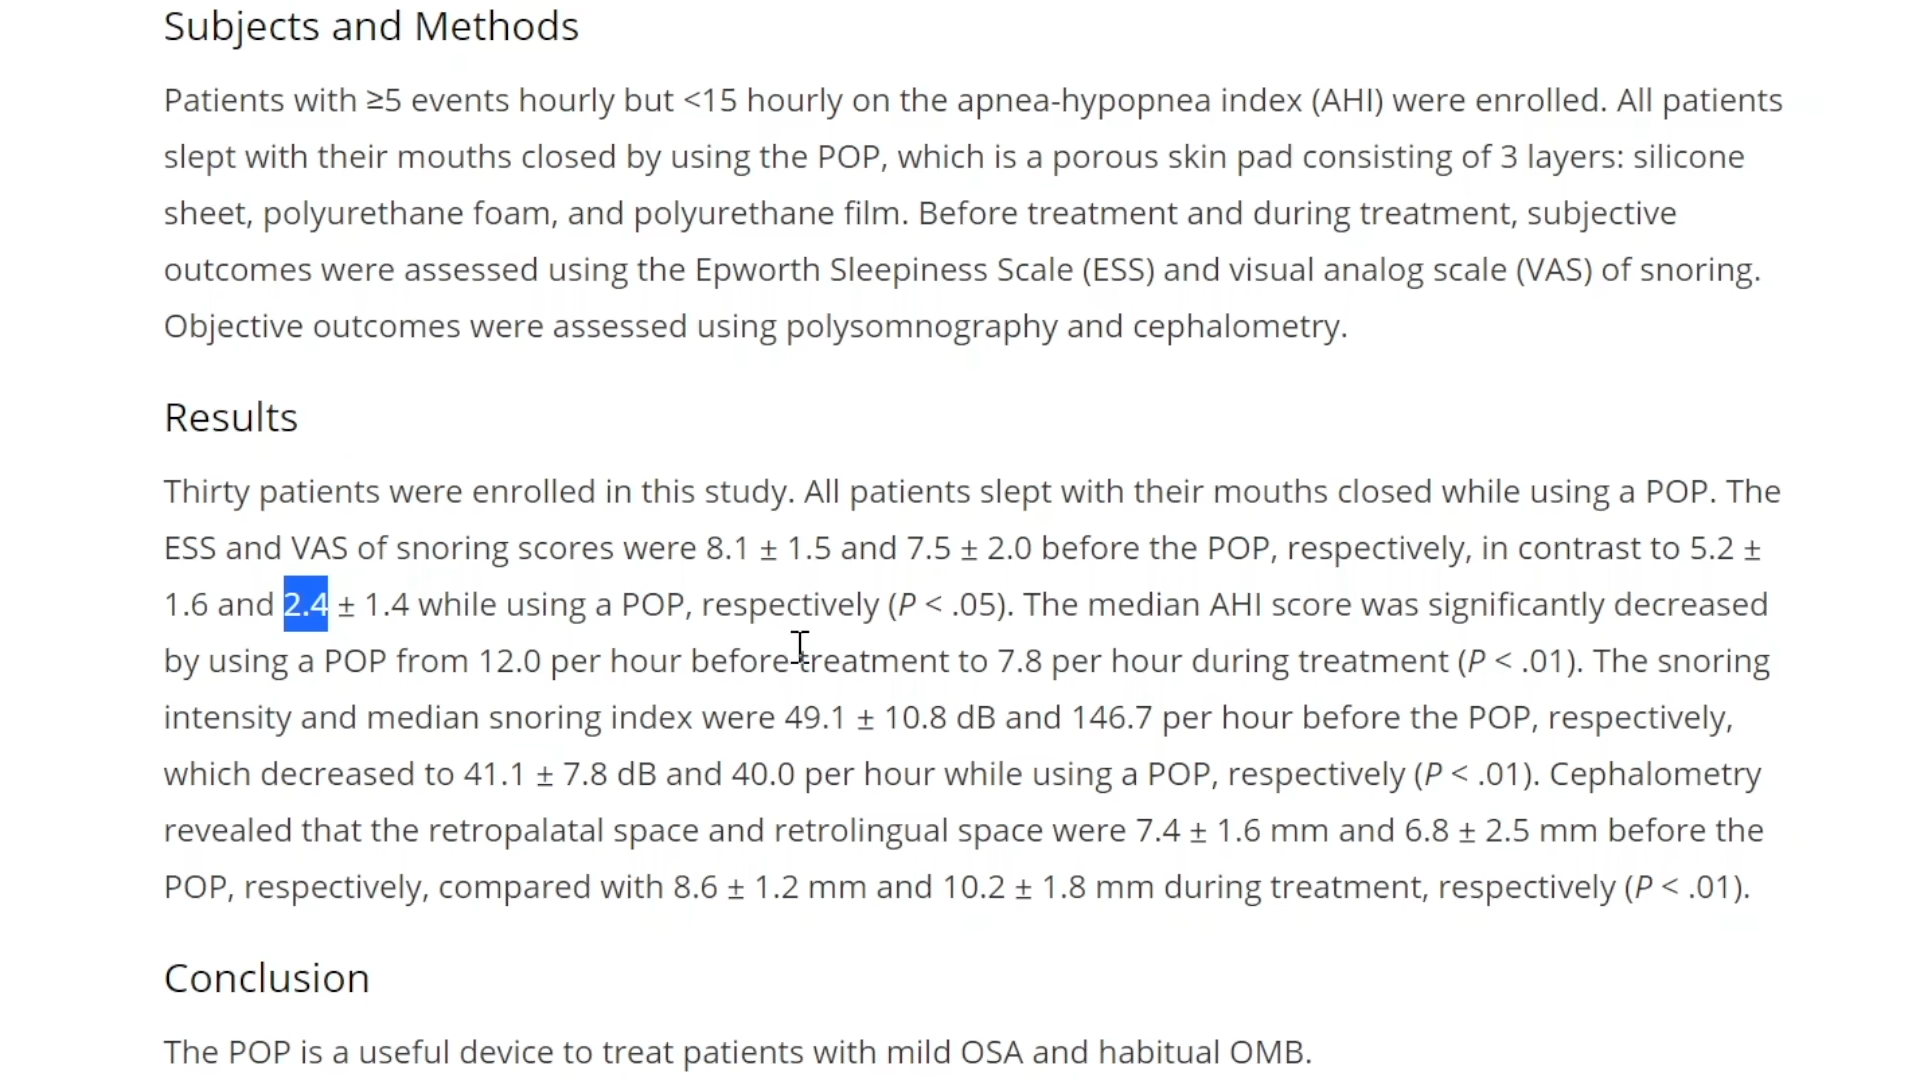 Subjects and Methods
Patients with ≥5 events hourly but <15 hourly on the apnea-hypopnea index (AHI) were enrolled. All patients
slept with their mouths closed by using the POP, which is a porous skin pad consisting of 3 layers: silicone
sheet, polyurethane foam, and polyurethane film. Before treatment and during treatment, subjective
outcomes were assessed using the Epworth Sleepiness Scale (ESS) and visual analog scale (VAS) of snoring.
Objective outcomes were assessed using polysomnography and cephalometry.
Results
Thirty patients were enrolled in this study. All patients slept with their mouths closed while using a POP. The
ESS and VAS of snoring scores were 8.1 ± 1.5 and 7.5 ± 2.0 before the POP, respectively, in contrast to 5.2 ±
1.6 and 2.4 ± 1.4 while using a POP, respectively (P < .05). The median AHI score was significantly decreased
by using a POP from 12.0 per hour before treatment to 7.8 per hour during treatment (P < .01). The snoring
intensity and median snoring index were 49.1 ± 10.8 dB and 146.7 per hour before the POP, respectively,
which decreased to 41.1 ± 7.8 dB and 40.0 per hour while using a POP, respectively (P < .01). Cephalometry
revealed that the retropalatal space and retrolingual space were 7.4 ± 1.6 mm and 6.8 ± 2.5 mm before the
POP, respectively, compared with 8.6 ± 1.2 mm and 10.2 ± 1.8 mm during treatment, respectively (P < .01).
Conclusion
The POP is a useful device to treat patients with mild OSA and habitual OMB.